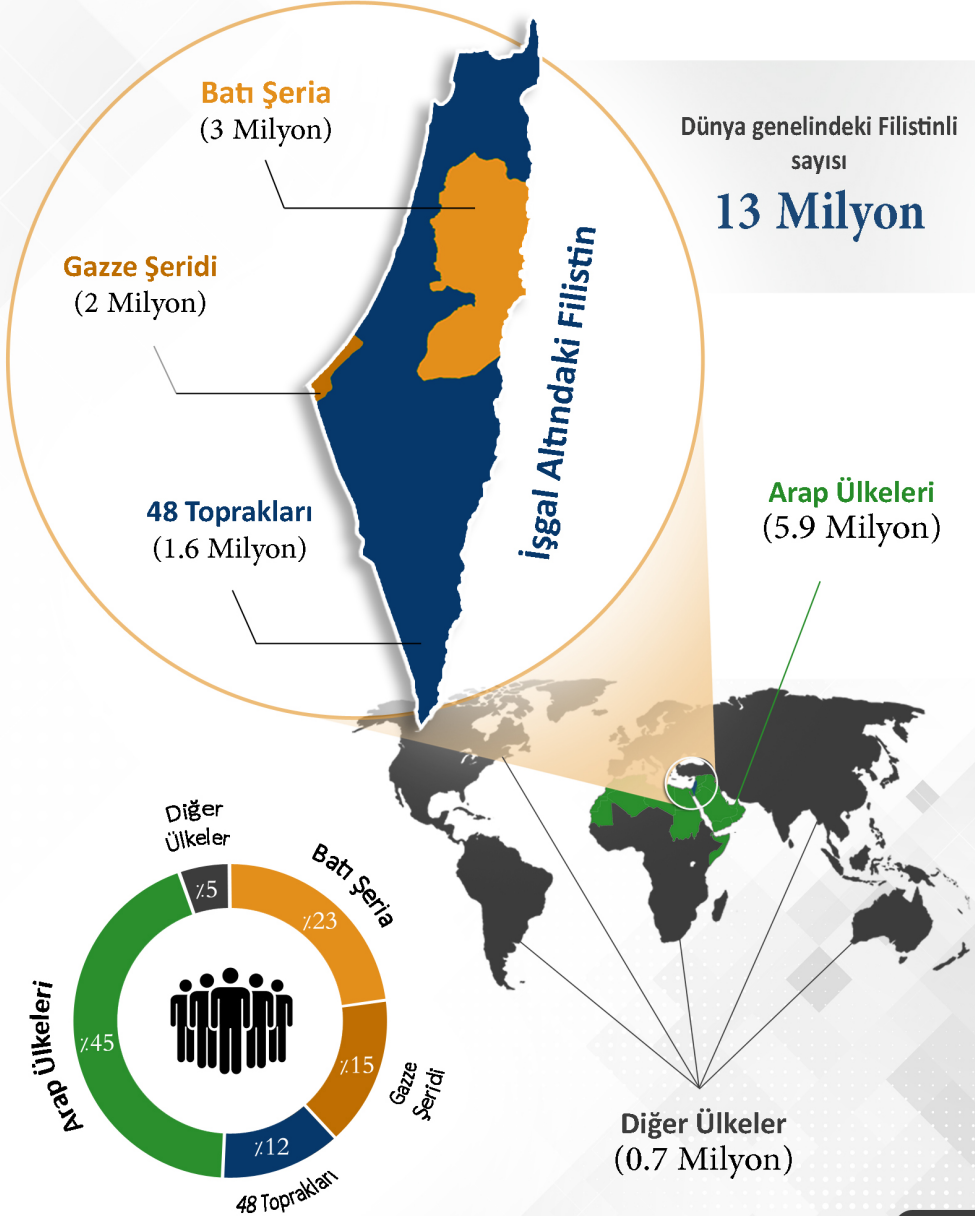 Batı Şeria
(3 Milyon)
Dünya genelindeki Filistinli
sayısı
13 Milyon
Gazze Şeridi
(2 Milyon)
İşgal Altındaki Filistin
48 Toprakları
(1.6 Milyon)
Arap Ülkeleri
(5.9 Milyon)
Diğer
Ülkeler
٪5
Batı Şeria
٪23
Arap Ülkeleri
٪45
٪15
Gazze
Şeridi
٪12
48 Toprakları
Diğer Ülkeler
(0.7 Milyon)